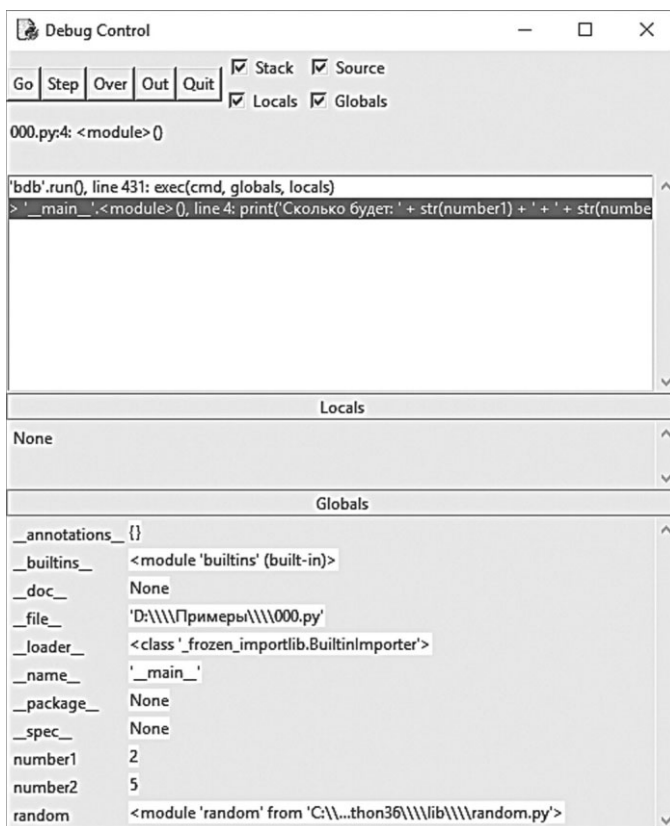 Debug Control
Go Step Over Out Quit
Stack Source
Locals Globals
000.py:4: <module>()
'bdb'.run(), line 431: exec(cmd, globals, locals)
> '__main__'.<module>(), line 4: print('Сколько будет: ' + str(number1) + ' + ' + str(numbe
Locals
None
Globals
__annotations__ {}
__builtins__ <module 'builtins' (built-in)>
__doc__ None
__file__ 'D:\\\\Примеры\\\\000.py'
__loader__ <class '_frozen_importlib.BuiltinImporter'>
__name__ '__main__'
__package__ None
__spec__ None
number1 2
number2 5
random <module 'random' from 'C:\\...thon36\\\\lib\\\\random.py'>